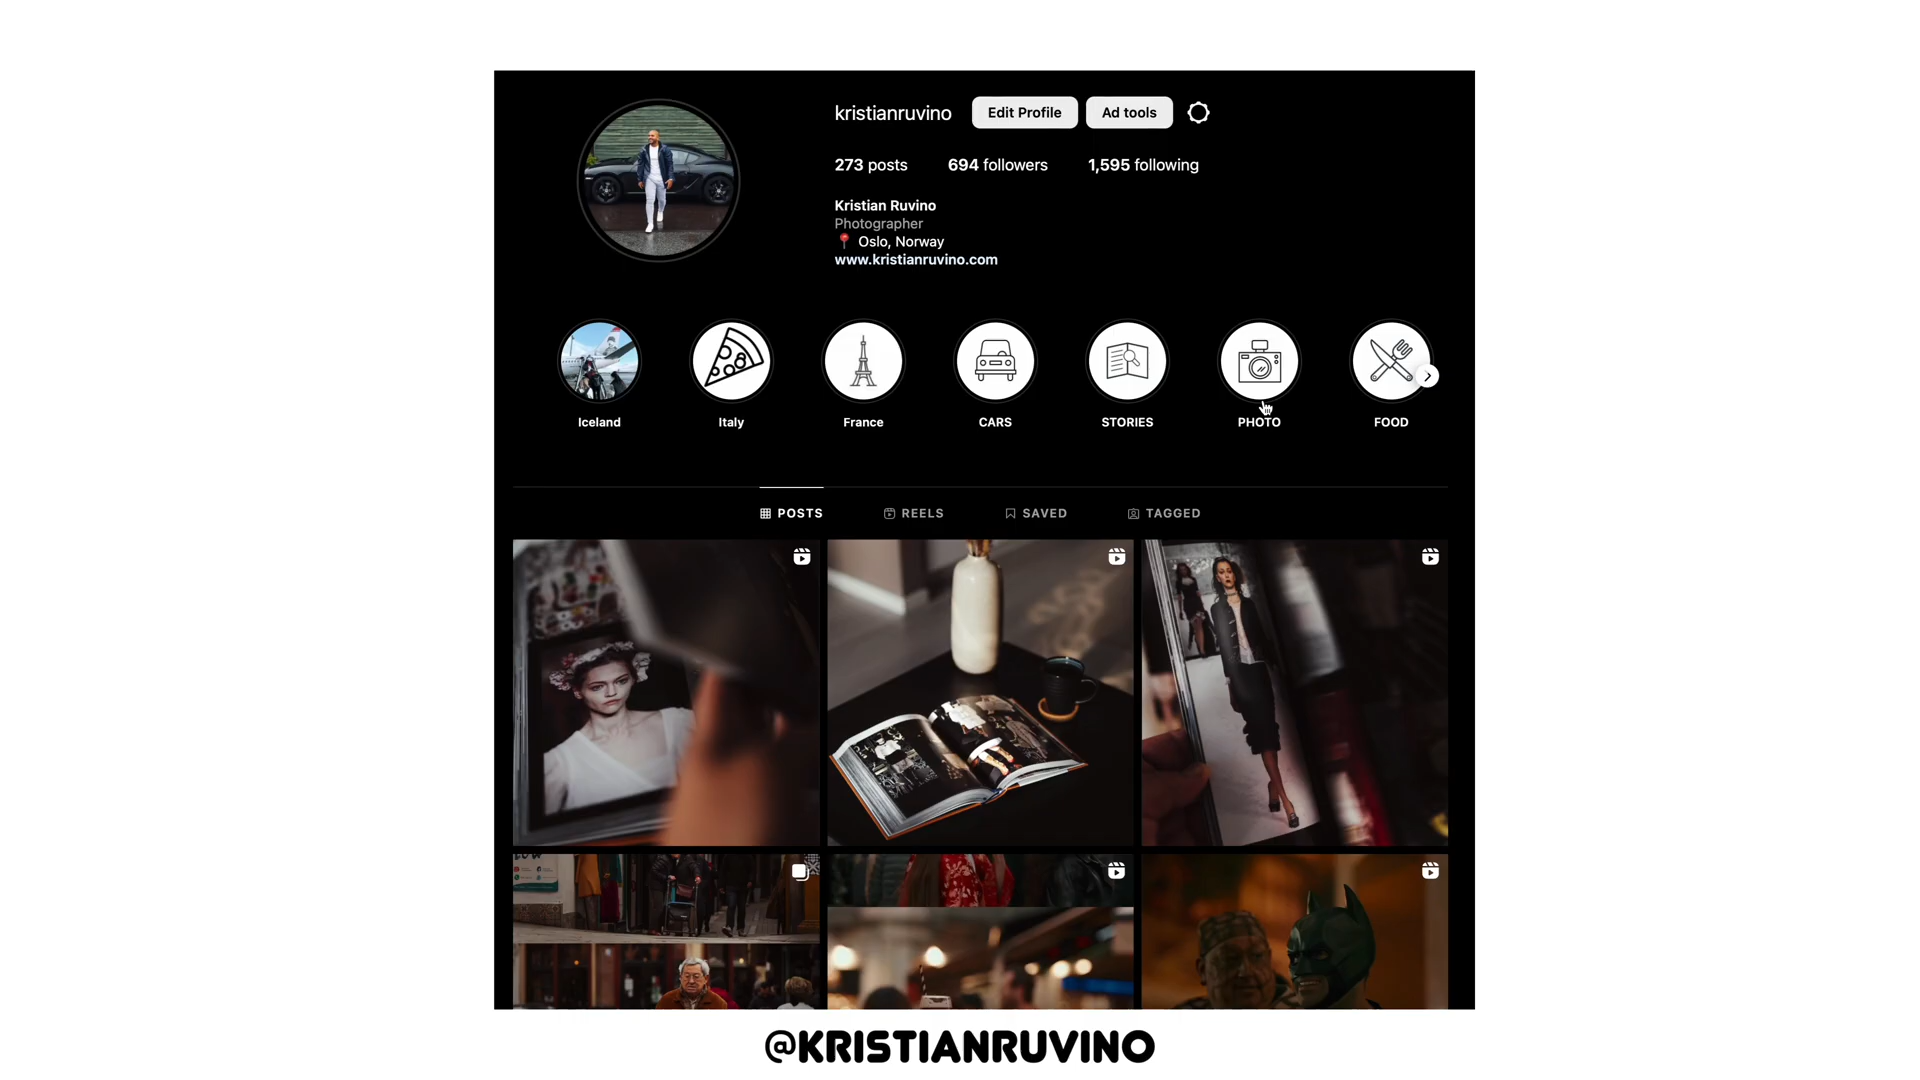 kristianruvino Edit Profile Ad tools
273 posts 694 followers 1,595 following
Kristian Ruvino
Photographer
Oslo, Norway
www.kristianruvino.com
Iceland Italy France CARS STORIES PHOTO FOOD
POSTS REELS SAVED TAGGED
@KRISTIANRUVINO